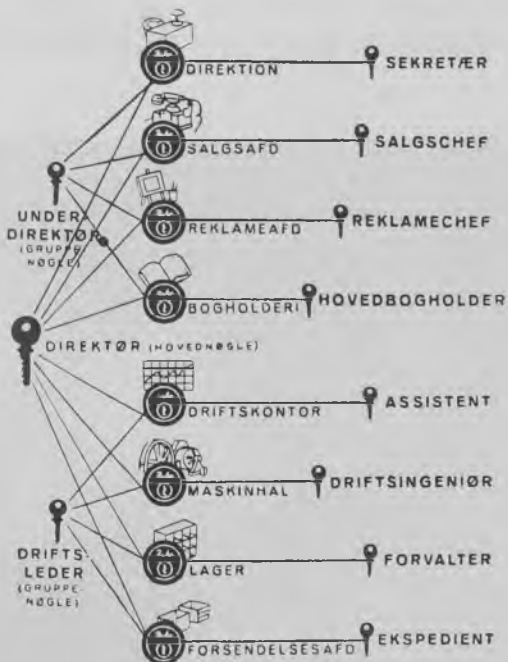 DIREKTION
SEKRETÆR
SALGSAFD
SALGSCHEF
UNDER-
DIREKTØR
(GRUPPE
NØGLE)
REKLAMEAFD
REKLAMECHEF
BOGHOLDERI
HOVEDBOGHOLDER
DIREKTØR (HOVEDNØGLE)
DRIFTSKONTOR
ASSISTENT
MASKINHAL
DRIFTSINGENIØR
DRIFTS-
LEDER
(GRUPPE-
NØGLE)
LAGER
FORVALTER
FORSENDELSESAFD
EKSPEDIENT